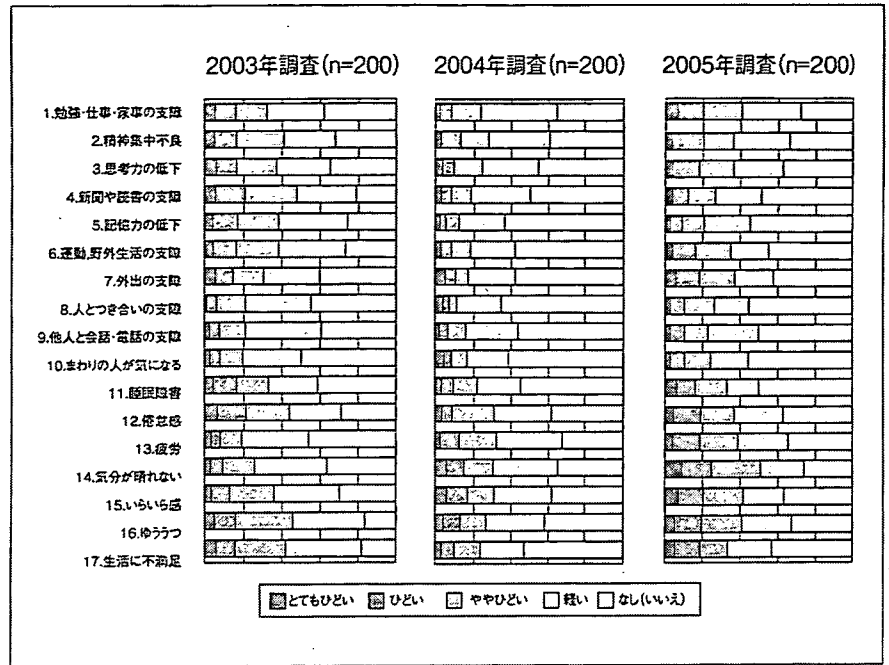 2003年調査(n=200) 2004年調査(n=200) 2005年調査(n=200)
1.勉強・仕事・家事の支障
2.精神集中不良
3.思考力の低下
4.新聞や読書の支障
5.記憶力の低下
6.運動,野外生活の支障
7.外出の支障
8.人とつき合いの支障
9.他人と会話・電話の支障
10.まわりの人が気になる
11.睡眠障害
12.倦怠感
13.疲労
14.気分が晴れない
15.いらいら感
16.ゆううつ
17.生活に不満足
とてもひどい ひどい ややひどい 軽い なし(いいえ)